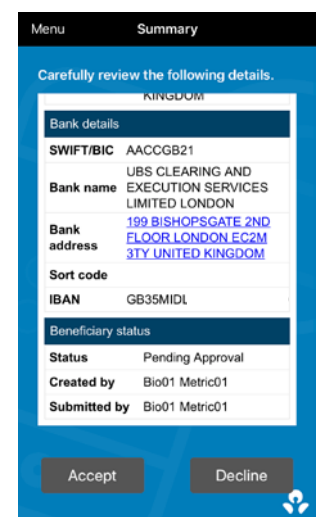 Menu Summary
Carefully review the following details.
KINGDOM
Bank details
SWIFT/BIC AACCGB21
Bank name UBS CLEARING AND
EXECUTION SERVICES
LIMITED LONDON
Bank address 199 BISHOPSGATE 2ND
FLOOR LONDON EC2M
3TY UNITED KINGDOM
Sort code
IBAN GB35MIDL
Beneficiary status
Status Pending Approval
Created by Bio01 Metric01
Submitted by Bio01 Metric01
Accept Decline